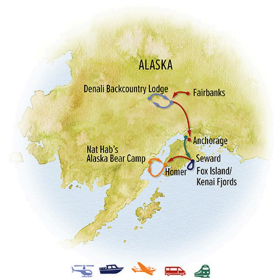 ALASKA
Denali Backcountry Lodge
Fairbanks
Anchorage
Nat Hab's
Alaska Bear Camp
Seward
Homer
Fox Island/
Kenai Fjords